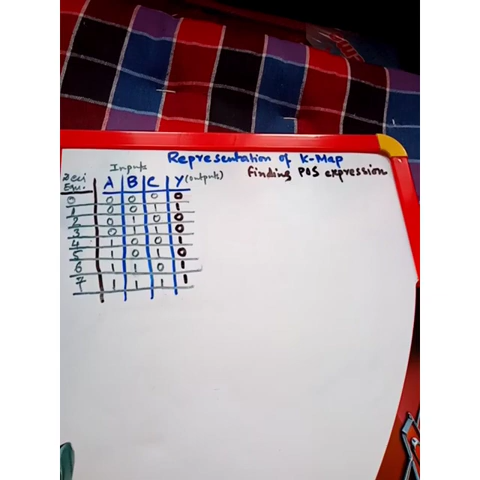 Representation of K-Map
Finding POS expression
Inputs
Deci Equ. A B C Y (outputs)
0 0 0 0 0
1 0 0 1 1
2 0 1 0 0
3 0 1 1 0
4 1 0 0 1
5 1 0 1 0
6 1 1 0 1
7 1 1 1 1